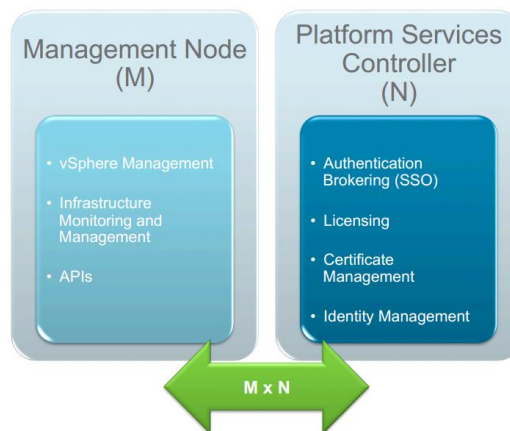 Management Node
(M)
• vSphere Management
• Infrastructure
Monitoring and
Management
• APIs
Platform Services
Controller
(N)
• Authentication
Brokering (SSO)
• Licensing
• Certificate
Management
• Identity Management
M x N